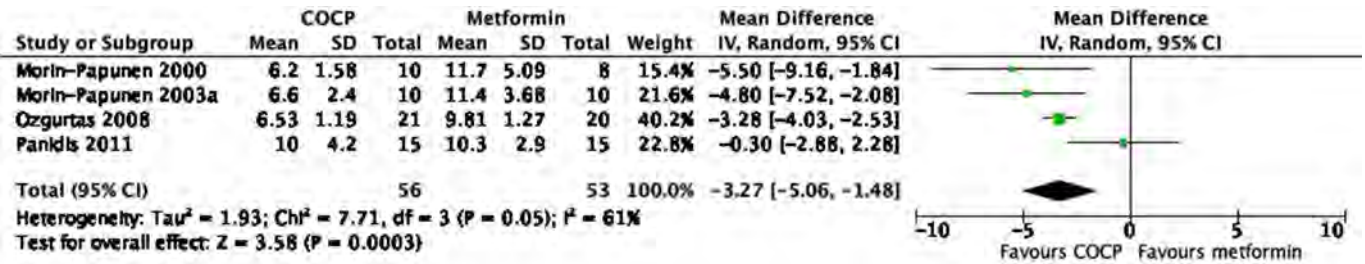 COCP Metformin Mean Difference Mean Difference
Study or Subgroup Mean SD Total Mean SD Total Weight IV, Random, 95% CI IV, Random, 95% CI
Morin-Papunen 2000 6.2 1.58 10 11.7 5.09 8 15.4% -5.50 [-9.16, -1.84]
Morin-Papunen 2003a 6.6 2.4 10 11.4 3.68 10 21.6% -4.80 [-7.52, -2.08]
Ozgurtas 2008 6.53 1.19 21 9.81 1.27 20 40.2% -3.28 [-4.03, -2.53]
Panidis 2011 10 4.2 15 10.3 2.9 15 22.8% -0.30 [-2.88, 2.28]
Total (95% CI) 56 53 100.0% -3.27 [-5.06, -1.48]
Heterogeneity: Tau² = 1.93; Chi² = 7.71, df = 3 (P = 0.05); I² = 61%
Test for overall effect: Z = 3.58 (P = 0.0003)
-10 -5 0 5 10
Favours COCP Favours metformin